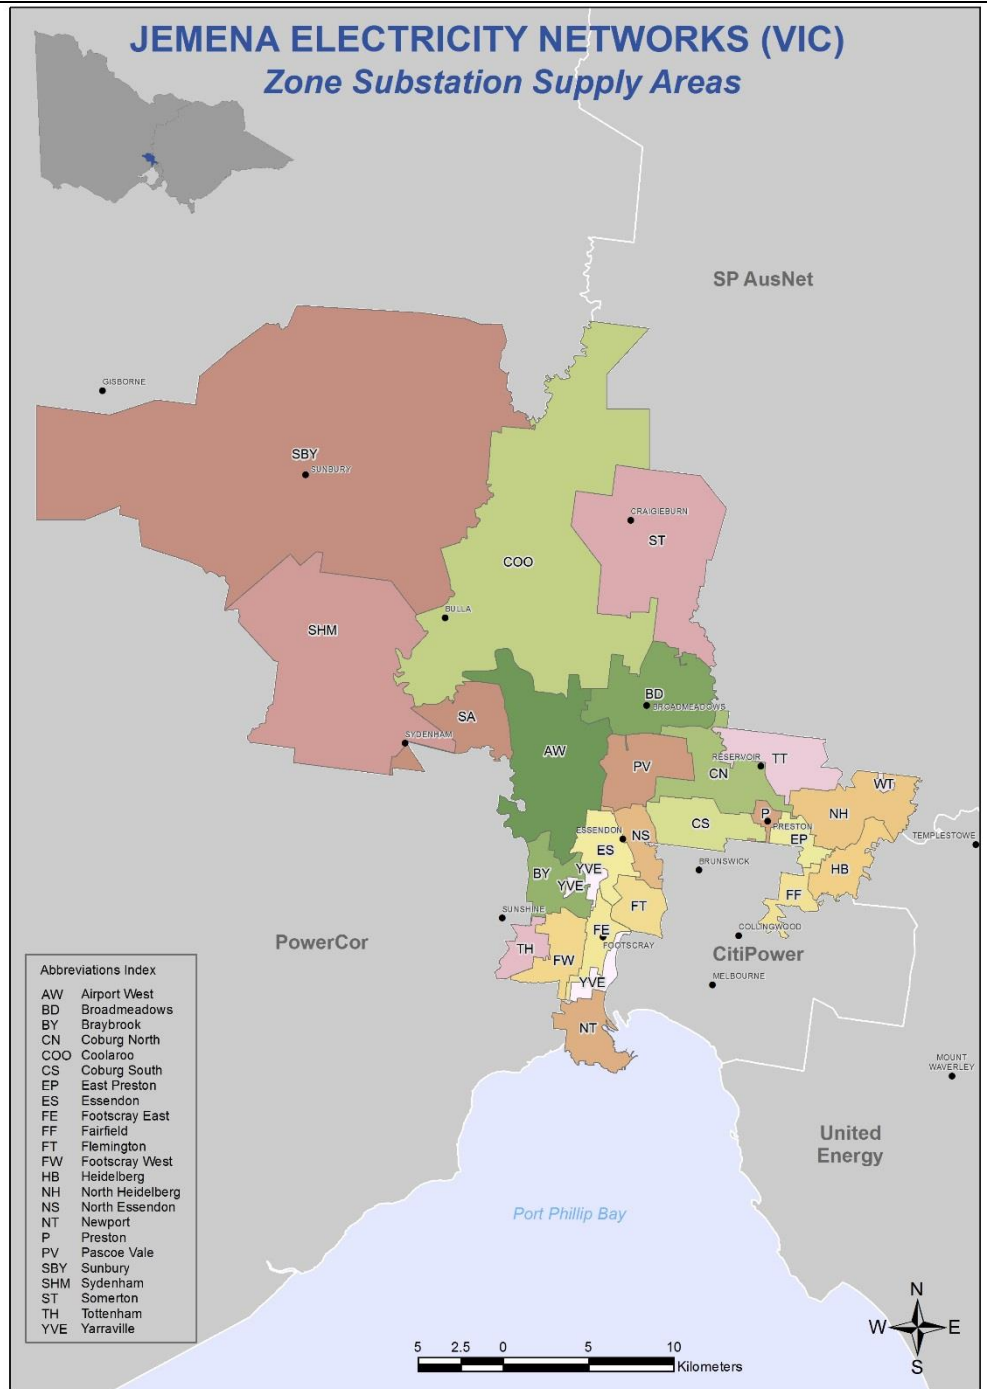 JEMENA ELECTRICITY NETWORKS (VIC)
Zone Substation Supply Areas
SP AusNet
GISBORNE
SBY
SUNBURY
CRAIGIEBURN
ST
COO
BULLA
SHM
BD
BROADMEADOWS
SA
SYDENHAM
AW
PV
RESERVOIR
TT
CN
WT
NH
P
PRESTON
CS
EP
ESSENDON
NS
ES
TEMPLESTOWE
BRUNSWICK
HB
BY
YVE
YVE
FF
FT
SUNSHINE
FE
FOOTSCRAY
COLLINGWOOD
PowerCor
TH
FW
CitiPower
YVE
MELBOURNE
NT
MOUNT
WAVERLEY
United
Energy
Port Phillip Bay
Abbreviations Index
AW Airport West
BD Broadmeadows
BY Braybrook
CN Coburg North
COO Coolaroo
CS Coburg South
EP East Preston
ES Essendon
FE Footscray East
FF Fairfield
FT Flemington
FW Footscray West
HB Heidelberg
NH North Heidelberg
NS North Essendon
NT Newport
P Preston
PV Pascoe Vale
SBY Sunbury
SHM Sydenham
ST Somerton
TH Tottenham
YVE Yarraville
N
W E
S
5 2.5 0 5 10
Kilometers